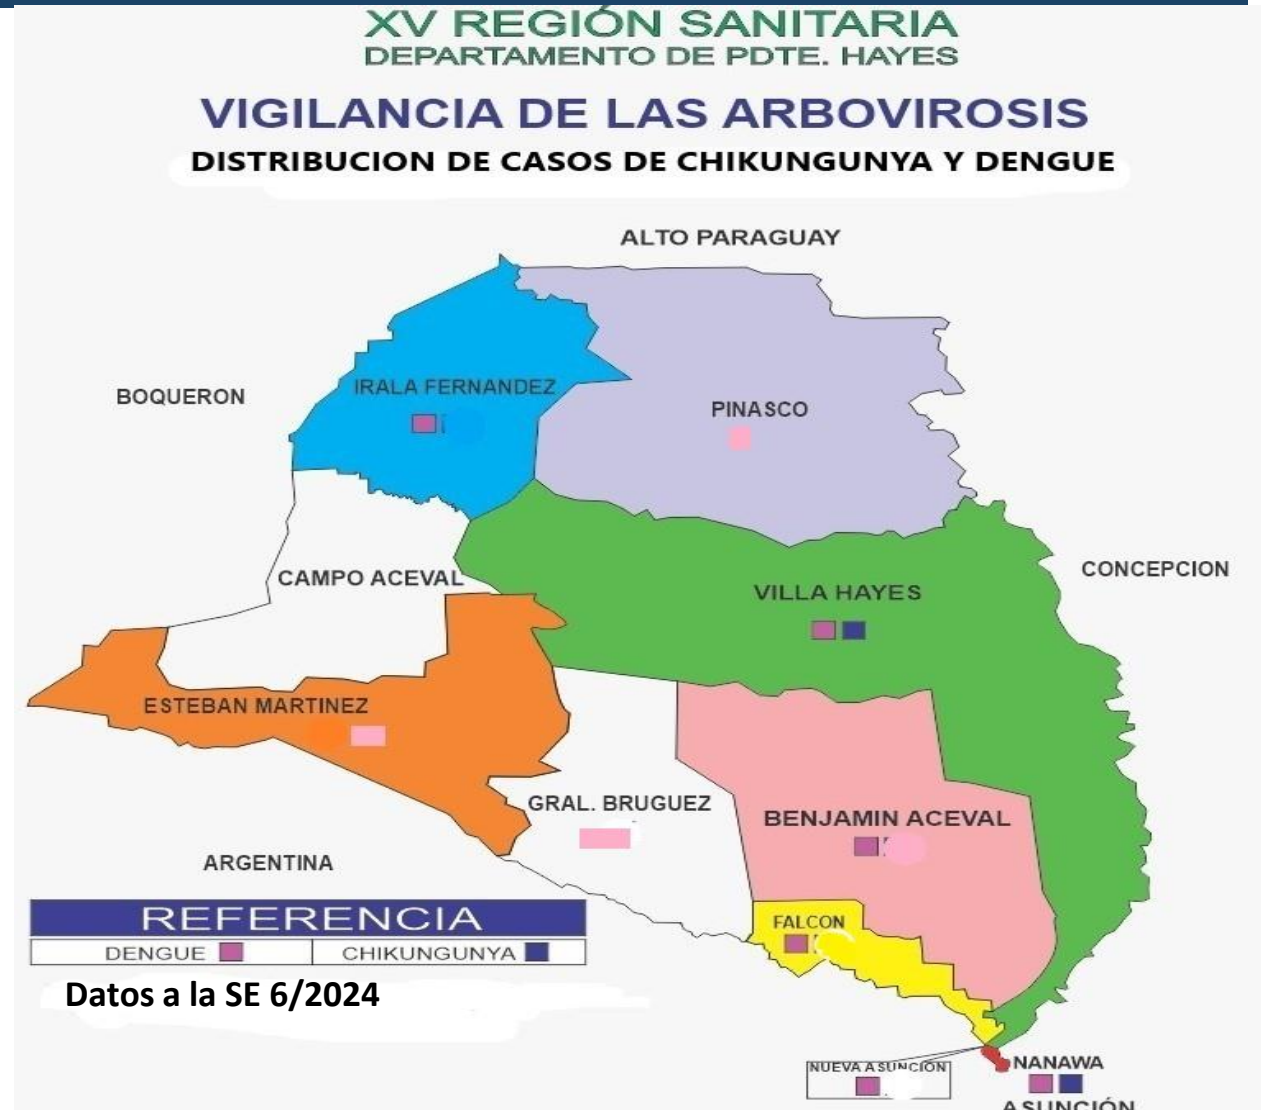 XV REGIÓN SANITARIA
DEPARTAMENTO DE PDTE. HAYES
VIGILANCIA DE LAS ARBOVIROSIS
DISTRIBUCION DE CASOS DE CHIKUNGUNYA Y DENGUE
ALTO PARAGUAY
IRALA FERNANDEZ
BOQUERON
PINASCO
CONCEPCION
CAMPO ACEVAL
VILLA HAYES
ESTEBAN MARTINEZ
GRAL. BRUGUEZ
BENJAMIN ACEVAL
ARGENTINA
REFERENCIA
FALCON
DENGUE CHIKUNGUNYA
Datos a la SE 6/2024
NUEVA ASUNCION
NANAWA
ASUNCIÓN